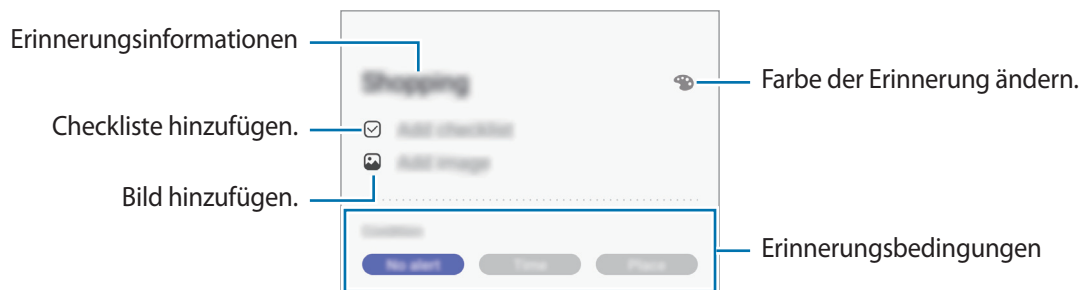 Erinnerungsinformationen
Shopping
Farbe der Erinnerung ändern.
Checkliste hinzufügen.
Add checklist
Add image
Bild hinzufügen.
Condition
No alert Time Place
Erinnerungsbedingungen